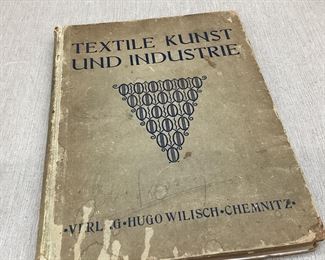 TEXTILE KUNST
UND INDUSTRIE
•VERL .G•HUGO WILISCH•CHEMNITZ•